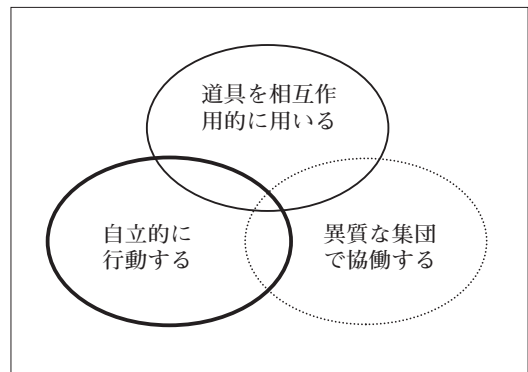 道具を相互作
用的に用いる
自立的に
行動する
異質な集団
で協働する